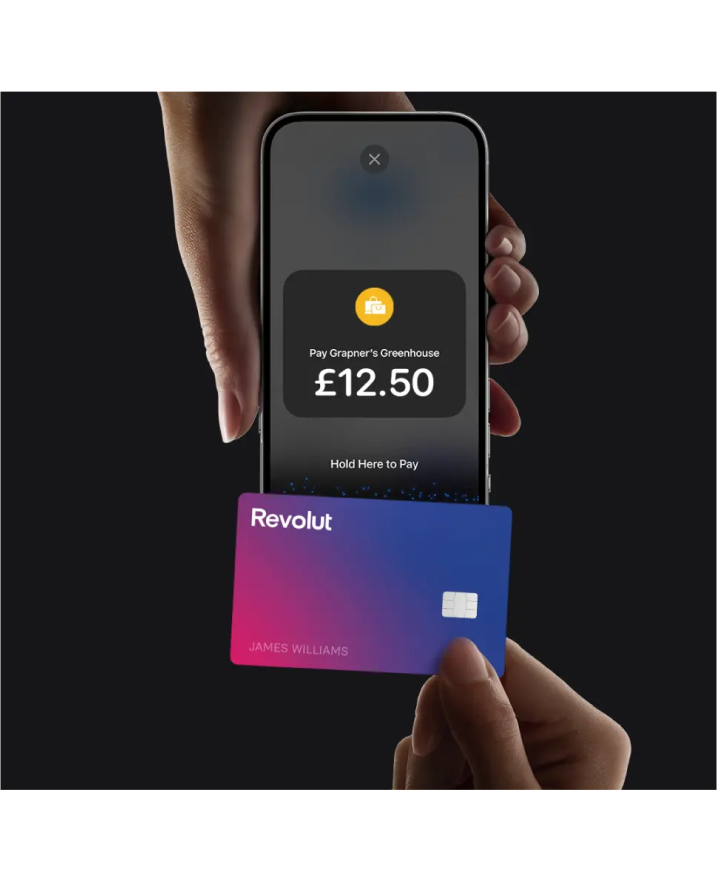 Pay Grapner's Greenhouse
£12.50
Hold Here to Pay
Revolut
JAMES WILLIAMS